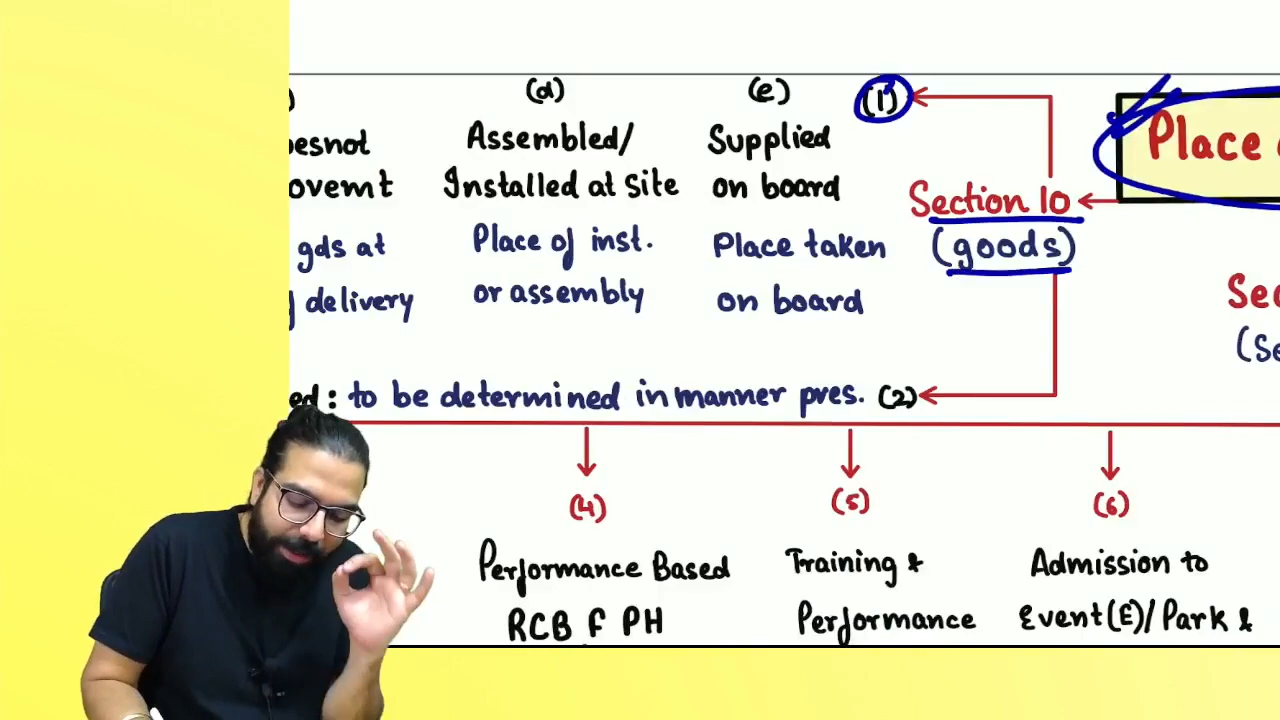 (d)
(e)
(1)
Place
esnot
Assembled/
Supplied
ovemt
Installed at Site
on board
Section 10
gds at
Place of inst.
Place taken
(goods)
delivery
or assembly
on board
Sec
(Se
ed : to be determined in manner pres. (2)
(4)
(5)
(6)
Performance Based
Training &
Admission to
RCB F PH
Performance
Event(E)/Park &